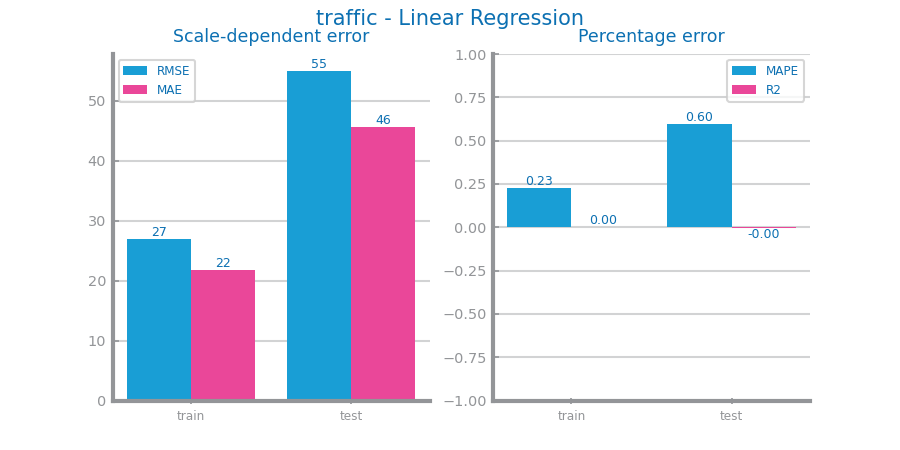 traffic - Linear Regression
Scale-dependent error
RMSE
MAE
50
40
30
20
10
0
27
22
55
46
train
test
Percentage error
MAPE
R2
1.00
0.75
0.50
0.25
0.00
−0.25
−0.50
−0.75
−1.00
0.23
0.00
0.60
-0.00
train
test